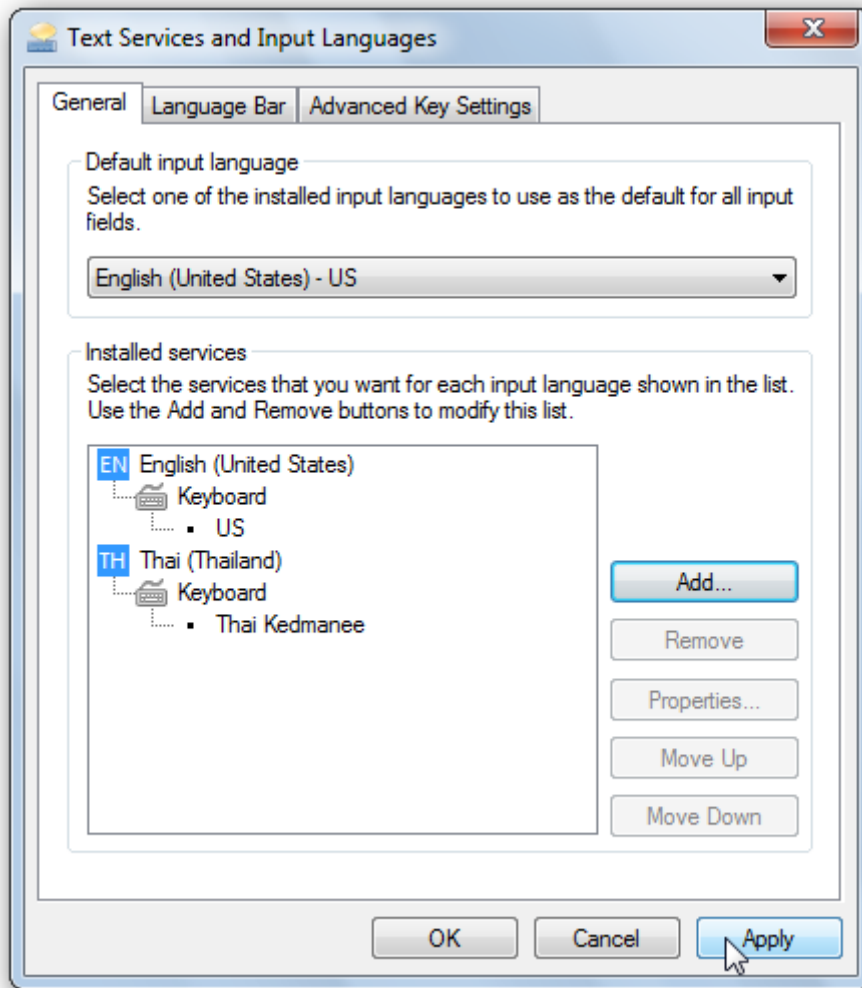 Text Services and Input Languages
General
Language Bar
Advanced Key Settings
Default input language
Select one of the installed input languages to use as the default for all input
fields.
English (United States) - US
Installed services
Select the services that you want for each input language shown in the list.
Use the Add and Remove buttons to modify this list.
EN English (United States)
Keyboard
US
TH Thai (Thailand)
Keyboard
Thai Kedmanee
Add...
Remove
Properties...
Move Up
Move Down
OK
Cancel
Apply